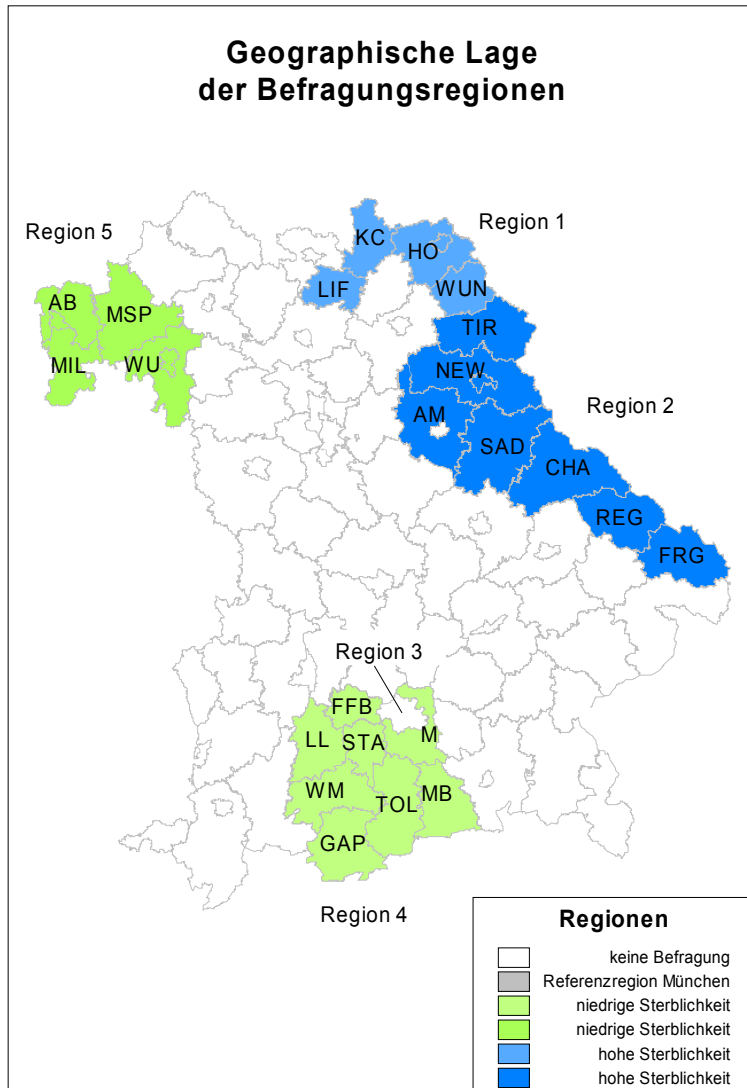 Geographische Lage
der Befragungsregionen
Region 5
Region 1
KC
HO
LIF
WUN
AB
MSP
TIR
MIL
WU
NEW
Region 2
AM
SAD
CHA
REG
FRG
Region 3
FFB
LL
STA
M
WM
TOL
MB
GAP
Region 4
Regionen
keine Befragung
Referenzregion München
niedrige Sterblichkeit
niedrige Sterblichkeit
hohe Sterblichkeit
hohe Sterblichkeit